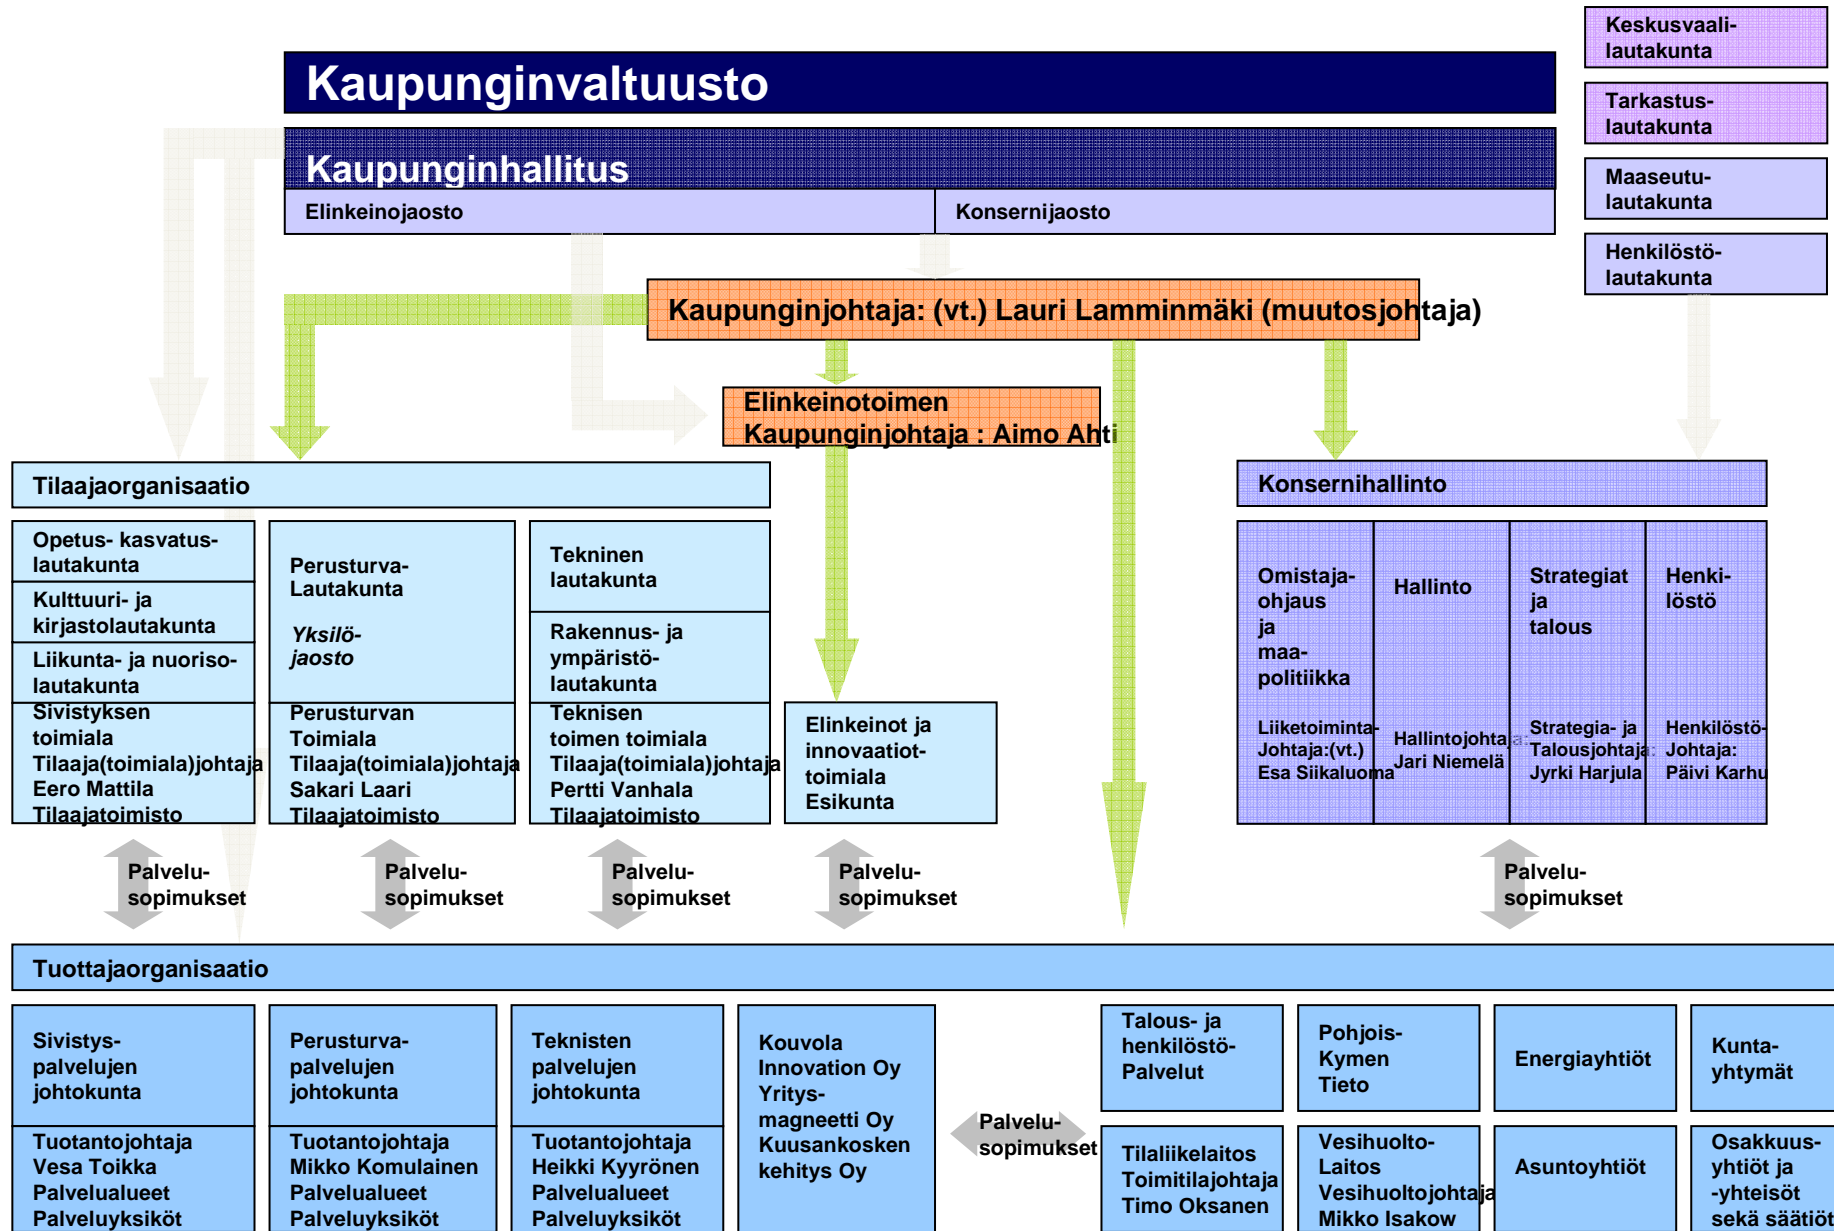 Kaupunginvaltuusto
Kaupunginhallitus
Elinkeinojaosto
Konsernijaosto
Keskusvaali-
lautakunta
Tarkastus-
lautakunta
Maaseutu-
lautakunta
Henkilöstö-
lautakunta
Kaupunginjohtaja: (vt.) Lauri Lamminmäki (muutosjohtaja)
Elinkeinotoimen
Kaupunginjohtaja : Aimo Ahti
Tilaajaorganisaatio
Opetus- kasvatus-
lautakunta
Kulttuuri- ja
kirjastolautakunta
Liikunta- ja nuoriso-
lautakunta
Sivistyksen
toimiala
Tilaaja(toimiala)johtaja
Eero Mattila
Tilaajatoimisto
Perusturva-
Lautakunta
Yksilö-
jaosto
Perusturvan
Toimiala
Tilaaja(toimiala)johtaja
Sakari Laari
Tilaajatoimisto
Tekninen
lautakunta
Rakennus- ja
ympäristö-
lautakunta
Teknisen
toimen toimiala
Tilaaja(toimiala)johtaja
Pertti Vanhala
Tilaajatoimisto
Elinkeinot ja
innovaatiot-
toimiala
Esikunta
Konsernihallinto
Omistaja-
ohjaus
ja
maa-
politiikka
Liiketoiminta-
Johtaja:(vt.)
Esa Siikaluoma
Hallinto
Hallintojohtaja:
Jari Niemelä
Strategiat
ja
talous
Strategia- ja
Talousjohtaja:
Jyrki Harjula
Henki-
löstö
Henkilöstö-
Johtaja:
Päivi Karhu
Palvelu-
sopimukset
Palvelu-
sopimukset
Palvelu-
sopimukset
Palvelu-
sopimukset
Palvelu-
sopimukset
Tuottajaorganisaatio
Sivistys-
palvelujen
johtokunta
Tuotantojohtaja
Vesa Toikka
Palvelualueet
Palveluyksiköt
Perusturva-
palvelujen
johtokunta
Tuotantojohtaja
Mikko Komulainen
Palvelualueet
Palveluyksiköt
Teknisten
palvelujen
johtokunta
Tuotantojohtaja
Heikki Kyyrönen
Palvelualueet
Palveluyksiköt
Kouvola
Innovation Oy
Yritys-
magneetti Oy
Kuusankosken
kehitys Oy
Palvelu-
sopimukset
Talous- ja
henkilöstö-
Palvelut
Pohjois-
Kymen
Tieto
Energiayhtiöt
Kunta-
yhtymät
Tilaliikelaitos
Toimitilajohtaja
Timo Oksanen
Vesihuolto-
Laitos
Vesihuoltojohtaja
Mikko Isakow
Asuntoyhtiöt
Osakkuus-
yhtiöt ja
-yhteisöt
sekä säätiöt